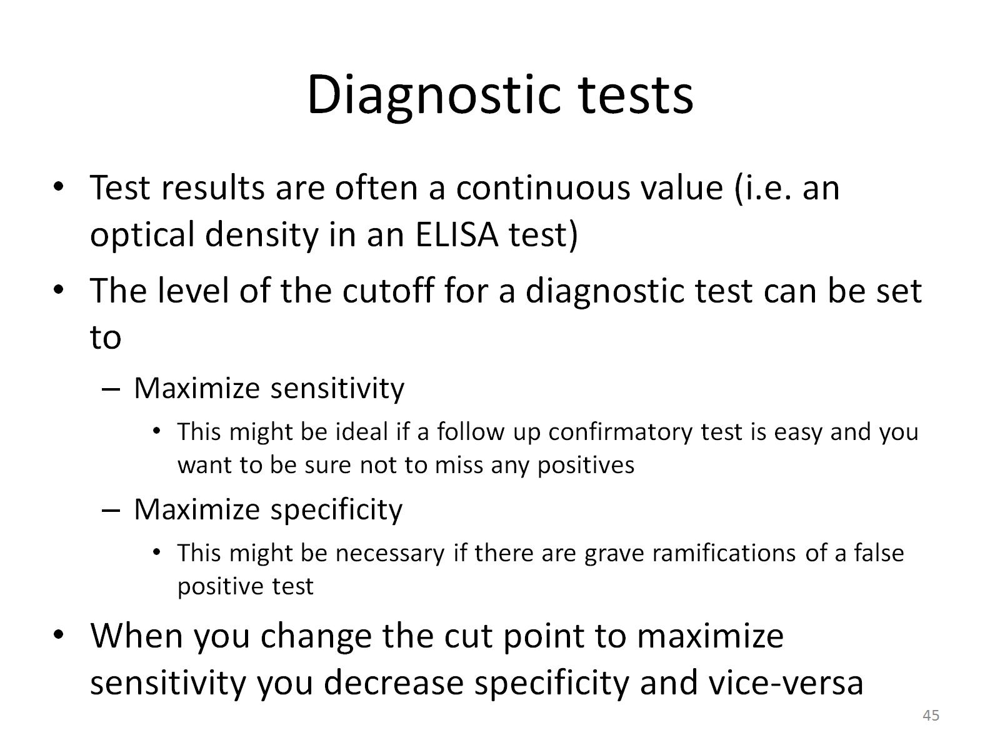 Diagnostic tests
• Test results are often a continuous value (i.e. an
optical density in an ELISA test)
• The level of the cutoff for a diagnostic test can be set
to
– Maximize sensitivity
• This might be ideal if a follow up confirmatory test is easy and you
want to be sure not to miss any positives
– Maximize specificity
• This might be necessary if there are grave ramifications of a false
positive test
• When you change the cut point to maximize
sensitivity you decrease specificity and vice-versa
45